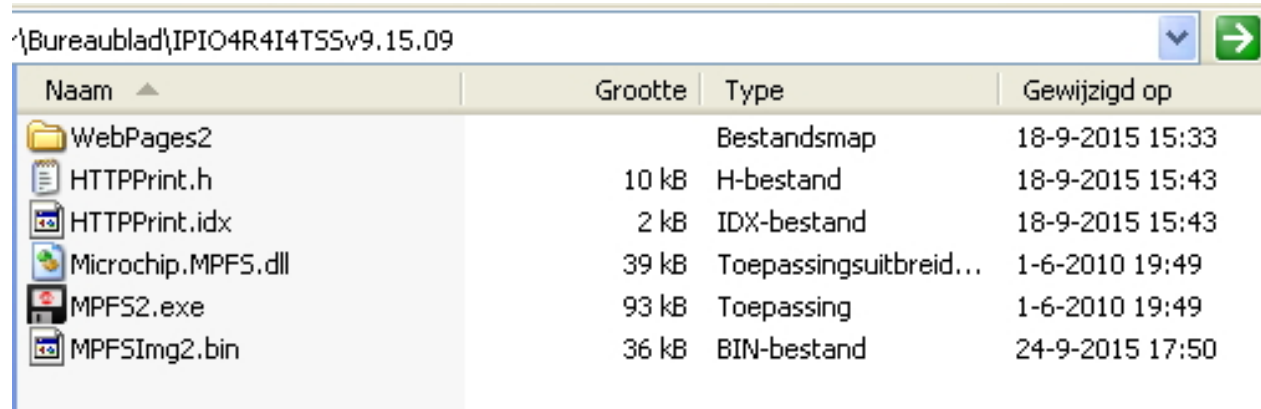 \Bureaublad\IPIO4R4I4TSSv9.15.09
Naam Grootte Type Gewijzigd op
WebPages2 Bestandsmap 18-9-2015 15:33
HTTPPrint.h 10 kB H-bestand 18-9-2015 15:43
HTTPPrint.idx 2 kB IDX-bestand 18-9-2015 15:43
Microchip.MPFS.dll 39 kB Toepassingsuitbreid... 1-6-2010 19:49
MPFS2.exe 93 kB Toepassing 1-6-2010 19:49
MPFSImg2.bin 36 kB BIN-bestand 24-9-2015 17:50